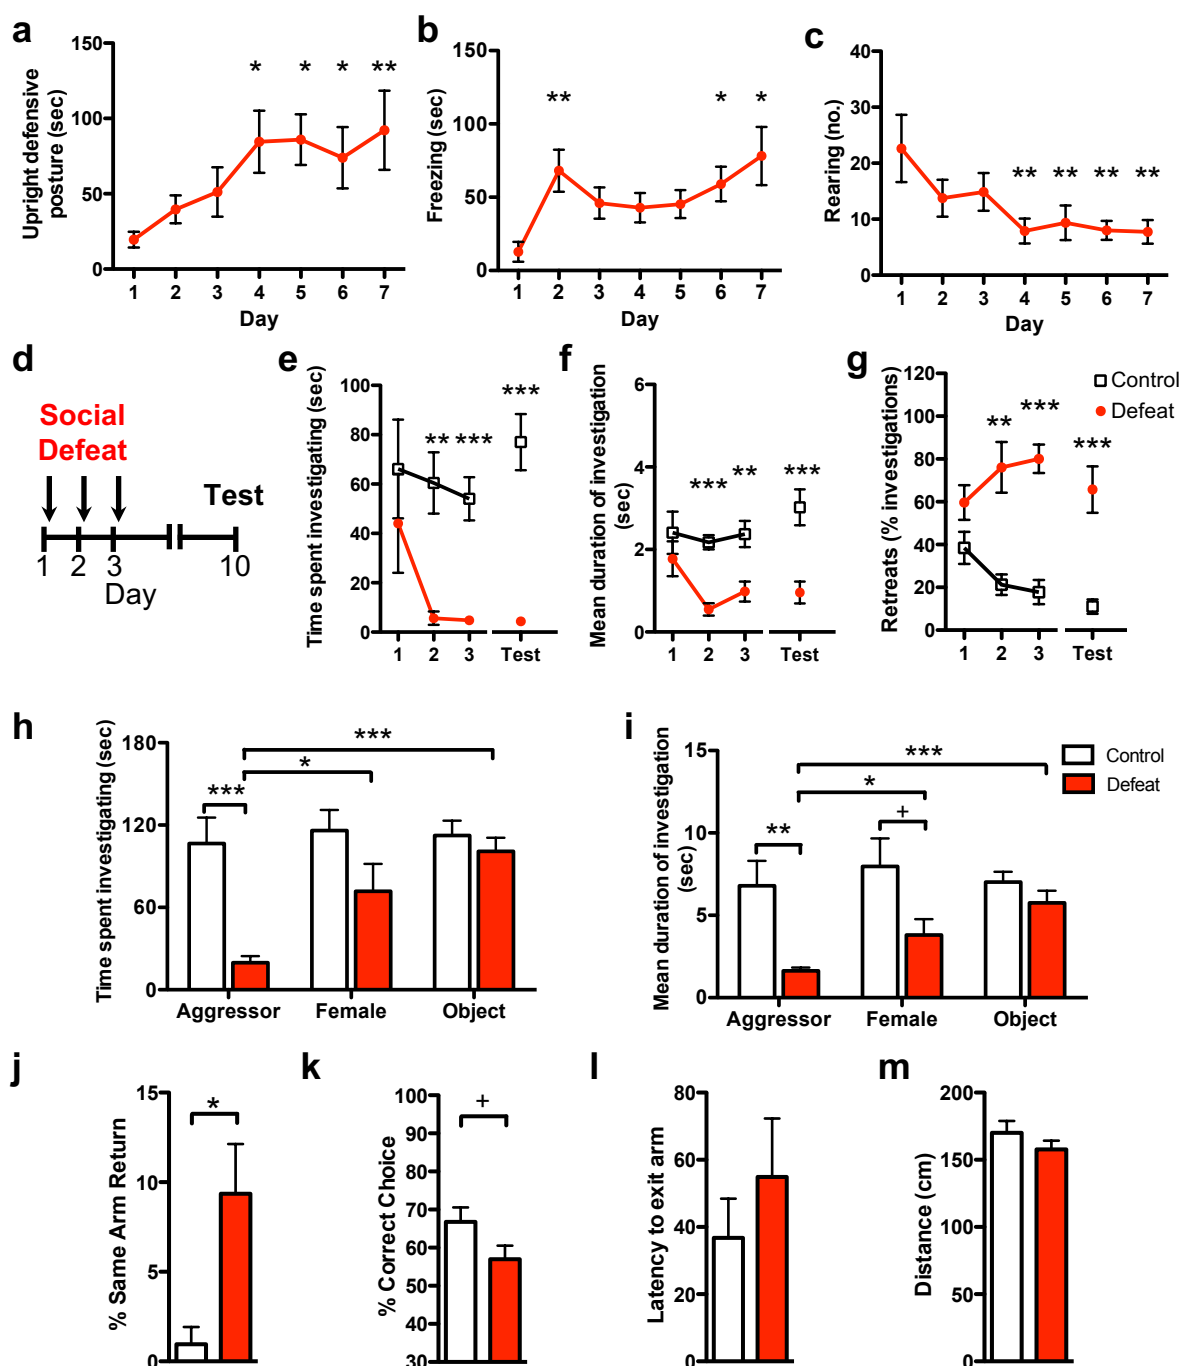 a
Upright defensive
posture (sec)
150
100
50
0
* * * **
1 2 3 4 5 6 7
Day
b
Freezing (sec)
150
100
50
0
** * *
1 2 3 4 5 6 7
Day
c
Rearing (no.)
40
30
20
10
0
** ** ** **
1 2 3 4 5 6 7
Day
d
Social
Defeat
Test
1 2 3 10
Day
e
Time spent investigating (sec)
100
80
60
40
20
0
** *** ***
1 2 3 Test
f
Mean duration of investigation
(sec)
6
4
2
0
*** ** ***
1 2 3 Test
g
Retreats (% investigations)
120
100
80
60
40
20
0
** *** ***
1 2 3 Test
Control
Defeat
h
Time spent investigating (sec)
180
120
60
0
***
*
***
Aggressor Female Object
i
Mean duration of investigation
(sec)
15
10
5
0
***
*
+
**
Aggressor Female Object
Control
Defeat
j
% Same Arm Return
15
10
5
0
*
k
% Correct Choice
100
90
80
70
60
50
40
30
+
l
Latency to exit arm
80
60
40
20
0
m
Distance (cm)
200
150
100
50
0